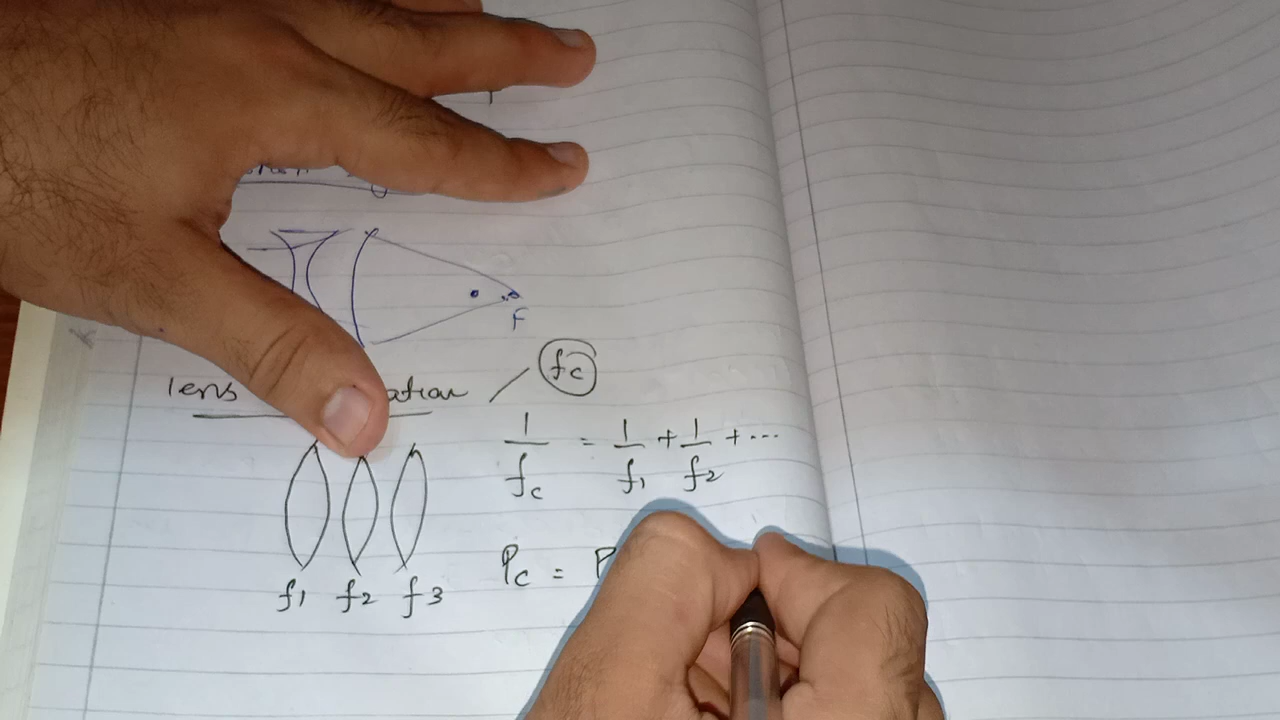 F
lens
fc
1/fc = 1/f1 + 1/f2 + ...
Pc = P
f1 f2 f3